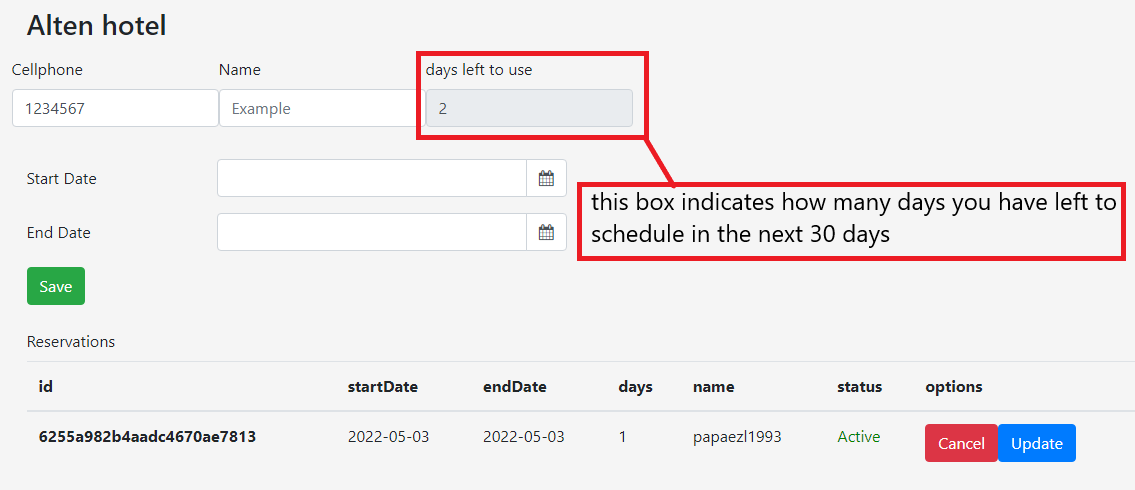 Alten hotel
Cellphone Name days left to use
1234567 Example 2
Start Date
this box indicates how many days you have left to
schedule in the next 30 days
End Date
Save
Reservations
id startDate endDate days name status options
6255a982b4aadc4670ae7813 2022-05-03 2022-05-03 1 papaezl1993 Active Cancel Update